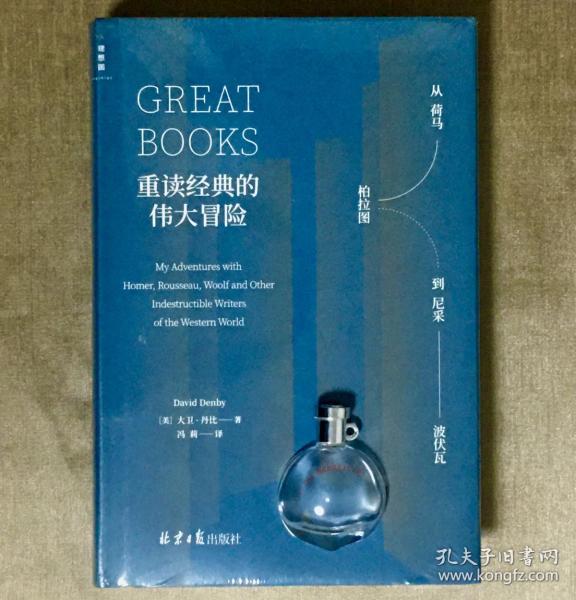 理想国
GREAT
BOOKS
重读经典的
伟大冒险
My Adventures with
Homer, Rousseau, Woolf and Other
Indestructible Writers
of the Western World
从 荷马
柏拉图
到 尼采
波伏瓦
David Denby
［美］大卫·丹比——著
冯 莉——译
北京日报出版社
孔夫子旧书网
www.kongfz.com